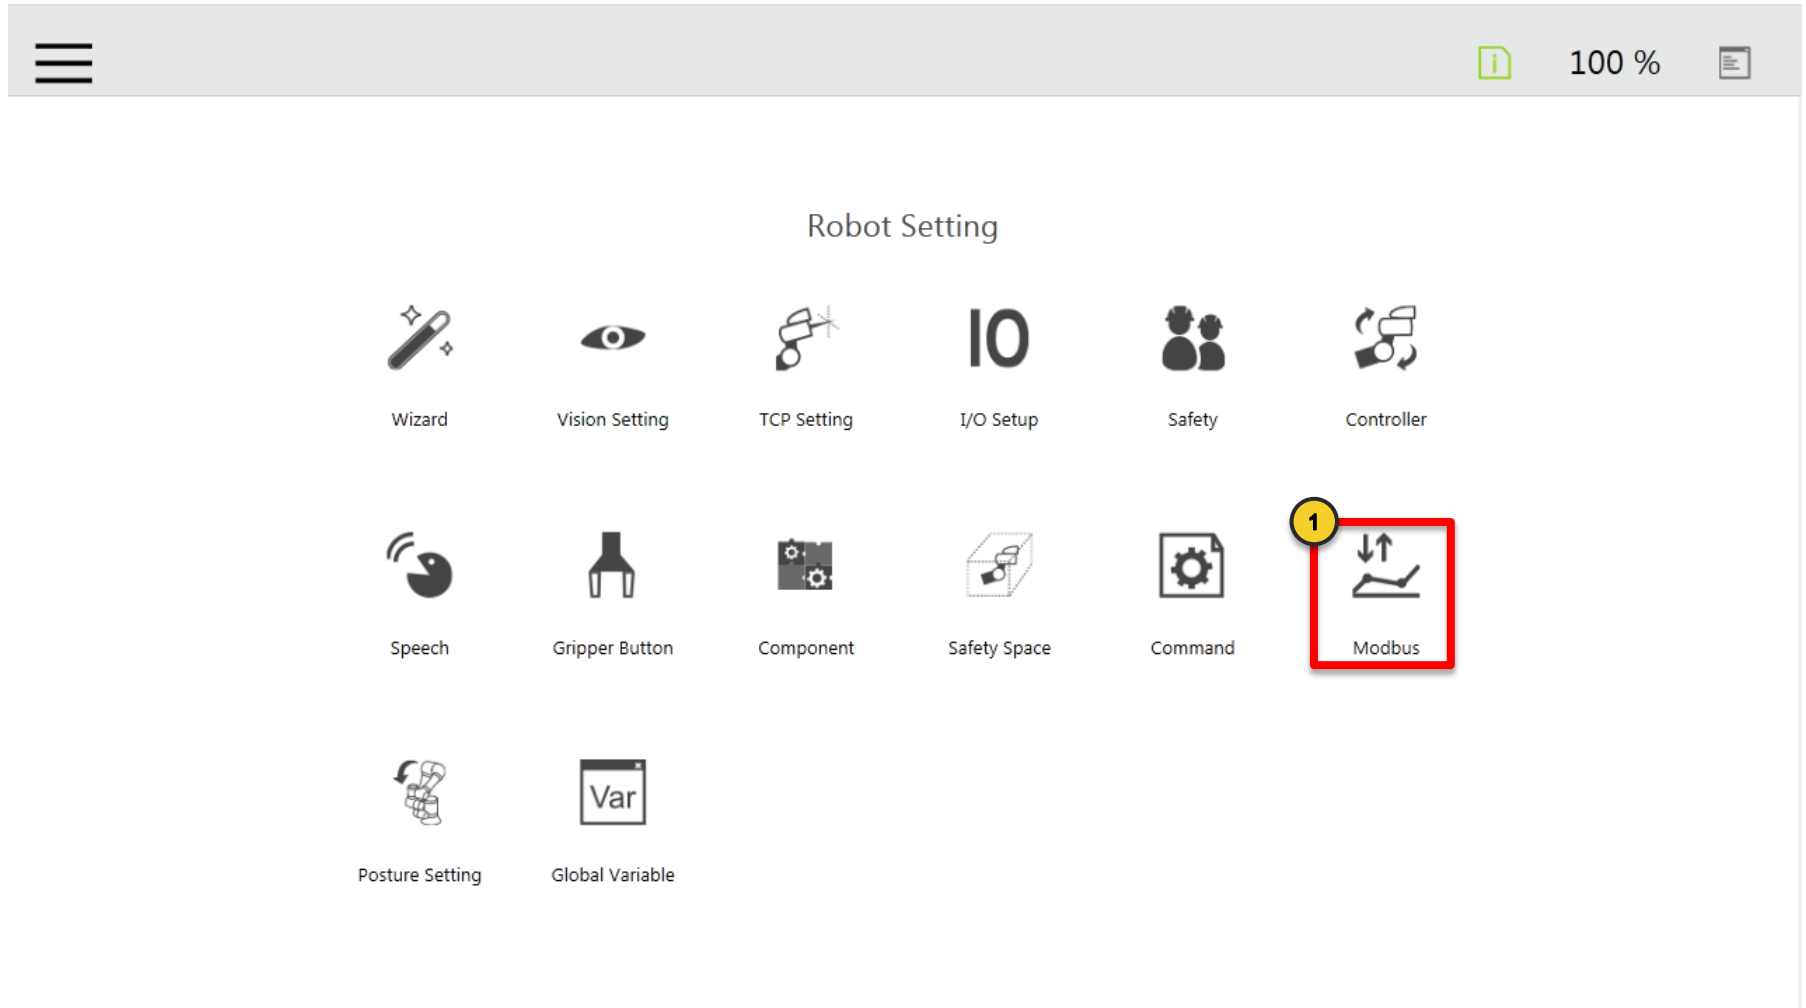 100 %
Robot Setting
IO
Wizard Vision Setting TCP Setting I/O Setup Safety Controller
1
Speech Gripper Button Component Safety Space Command Modbus
Var
Posture Setting Global Variable